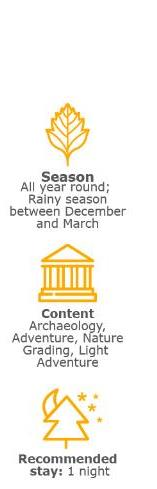 Season
All year round;
Rainy season
between December
and March
Content
Archaeology,
Adventure, Nature
Grading, Light
Adventure
Recommended
stay: 1 night